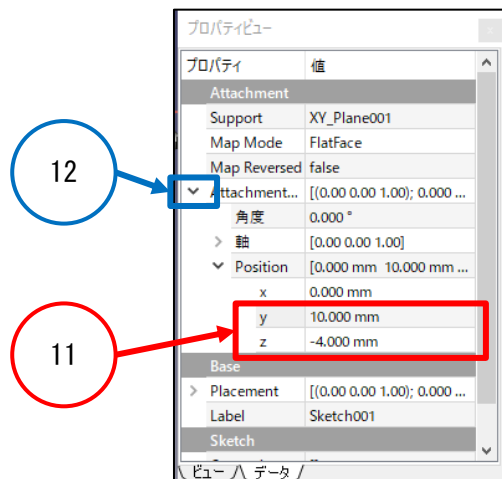 プロパティビュー
x
プロパティ 値
Attachment
Support XY_Plane001
Map Mode FlatFace
Map Reversed false
Attachment... [(0.00 0.00 1.00); 0.000 ...
角度 0.000 °
軸 [0.00 0.00 1.00]
Position [0.000 mm 10.000 mm ...
x 0.000 mm
y 10.000 mm
z -4.000 mm
Base
Placement [(0.00 0.00 1.00); 0.000 ...
Label Sketch001
Sketch
ビュー データ
12
11